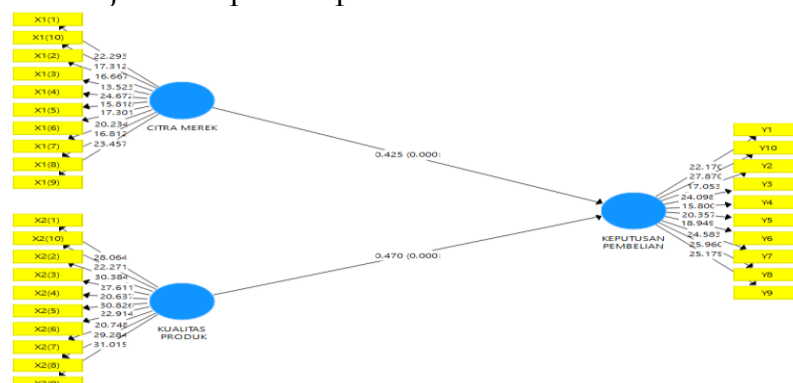 X1(1)
X1(10)
X1(2)
X1(3)
X1(4)
X1(5)
X1(6)
X1(7)
X1(8)
X1(9)
22.293
17.312
16.667
13.523
24.672
15.818
17.301
20.234
16.812
23.457
CITRA MEREK
0.425 (0.000)
X2(1)
X2(10)
X2(2)
X2(3)
X2(4)
X2(5)
X2(6)
X2(7)
X2(8)
28.064
22.271
30.384
27.611
20.637
30.826
22.914
20.748
29.284
31.015
KUALITAS
PRODUK
0.470 (0.000)
KEPUTUSAN
PEMBELIAN
22.170
27.870
17.053
24.098
15.800
20.357
18.949
24.583
25.960
25.179
Y1
Y10
Y2
Y3
Y4
Y5
Y6
Y7
Y8
Y9